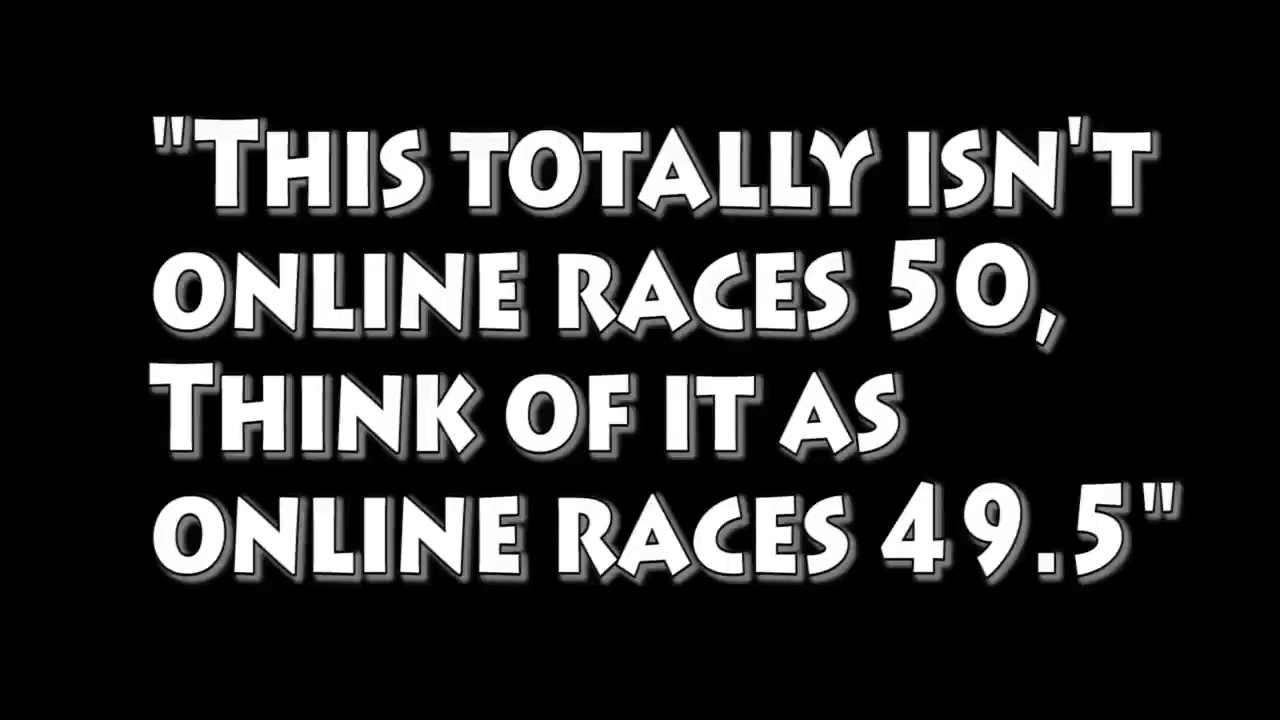 "This totally isn't
online races 50,
Think of it as
online races 49.5"